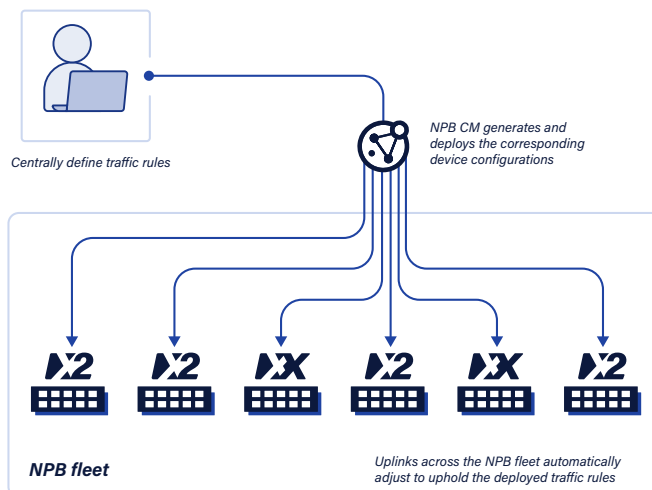 NPB CM generates and
deploys the corresponding
device configurations
Centrally define traffic rules
X2
X2
XX
X2
XX
X2
NPB fleet
Uplinks across the NPB fleet automatically
adjust to uphold the deployed traffic rules